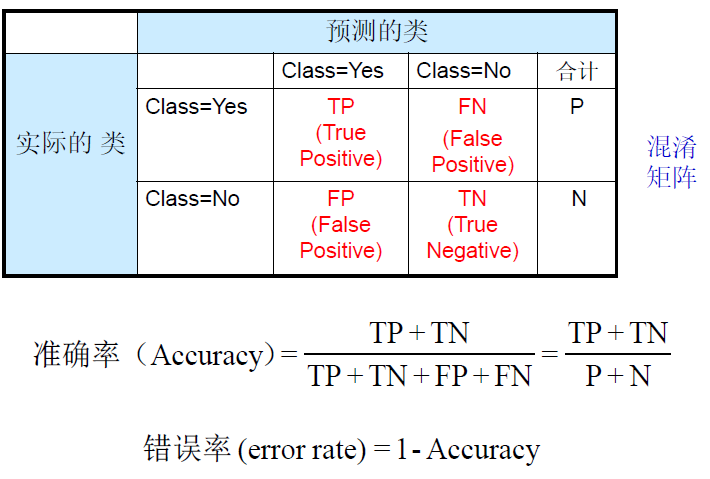 预测的类
Class=Yes Class=No 合计
实际的 类
Class=Yes
TP
(True
Positive)
FN
(False
Positive)
P
Class=No
FP
(False
Positive)
TN
(True
Negative)
N
混淆
矩阵
准确率（Accuracy）= TP + TN / TP + TN + FP + FN = TP + TN / P + N
错误率 (error rate) = 1- Accuracy